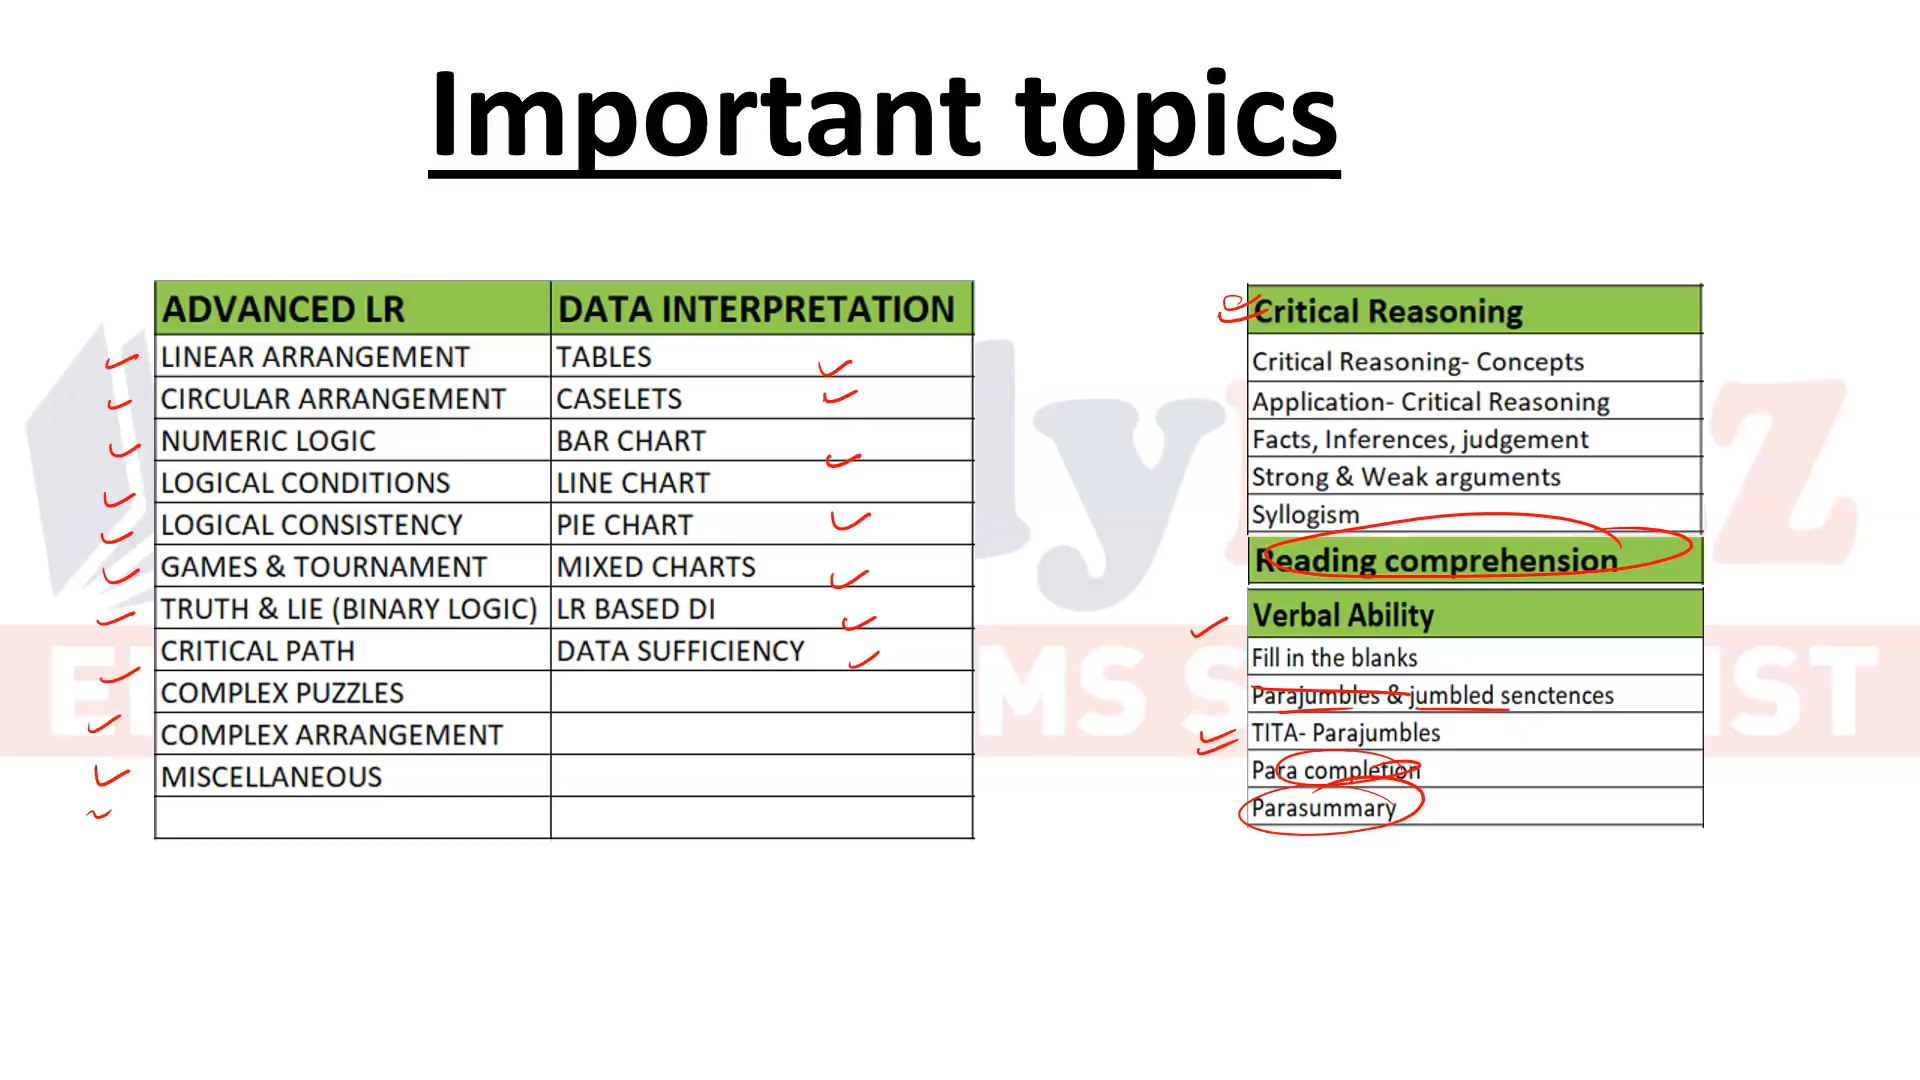 Important topics
ADVANCED LR DATA INTERPRETATION
LINEAR ARRANGEMENT TABLES
CIRCULAR ARRANGEMENT CASELETS
NUMERIC LOGIC BAR CHART
LOGICAL CONDITIONS LINE CHART
LOGICAL CONSISTENCY PIE CHART
GAMES & TOURNAMENT MIXED CHARTS
TRUTH & LIE (BINARY LOGIC) LR BASED DI
CRITICAL PATH DATA SUFFICIENCY
COMPLEX PUZZLES
COMPLEX ARRANGEMENT
MISCELLANEOUS
Critical Reasoning
Critical Reasoning- Concepts
Application- Critical Reasoning
Facts, Inferences, judgement
Strong & Weak arguments
Syllogism
Reading comprehension
Verbal Ability
Fill in the blanks
Parajumbles & jumbled senctences
TITA- Parajumbles
Para completion
Parasummary